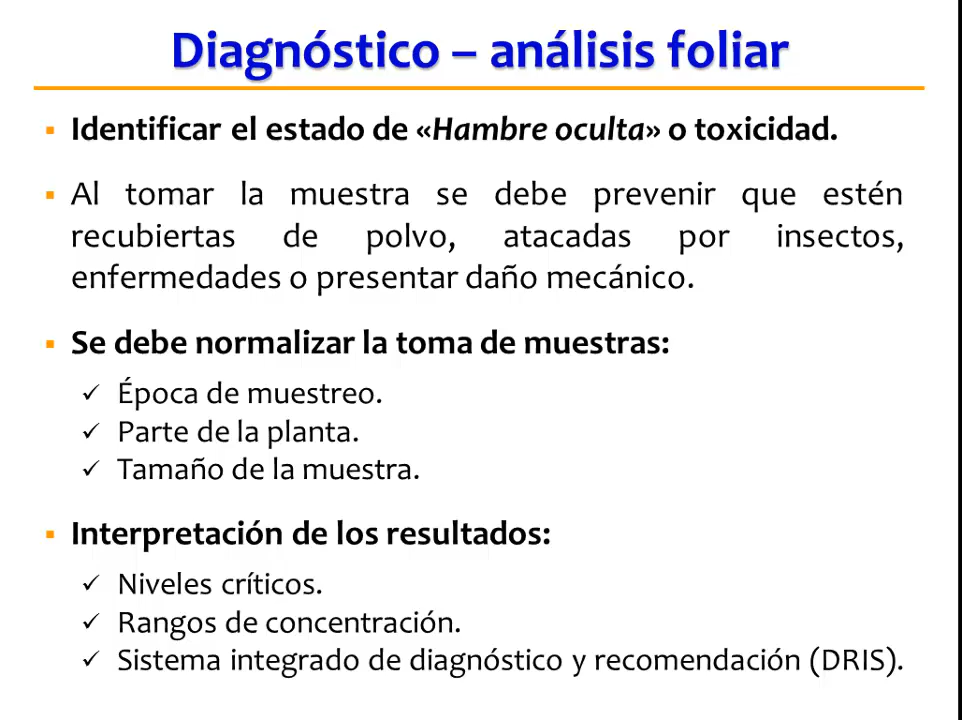 Diagnóstico – análisis foliar
▪ Identificar el estado de «Hambre oculta» o toxicidad.
▪ Al tomar la muestra se debe prevenir que estén
recubiertas de polvo, atacadas por insectos,
enfermedades o presentar daño mecánico.
▪ Se debe normalizar la toma de muestras:
✓ Época de muestreo.
✓ Parte de la planta.
✓ Tamaño de la muestra.
▪ Interpretación de los resultados:
✓ Niveles críticos.
✓ Rangos de concentración.
✓ Sistema integrado de diagnóstico y recomendación (DRIS).